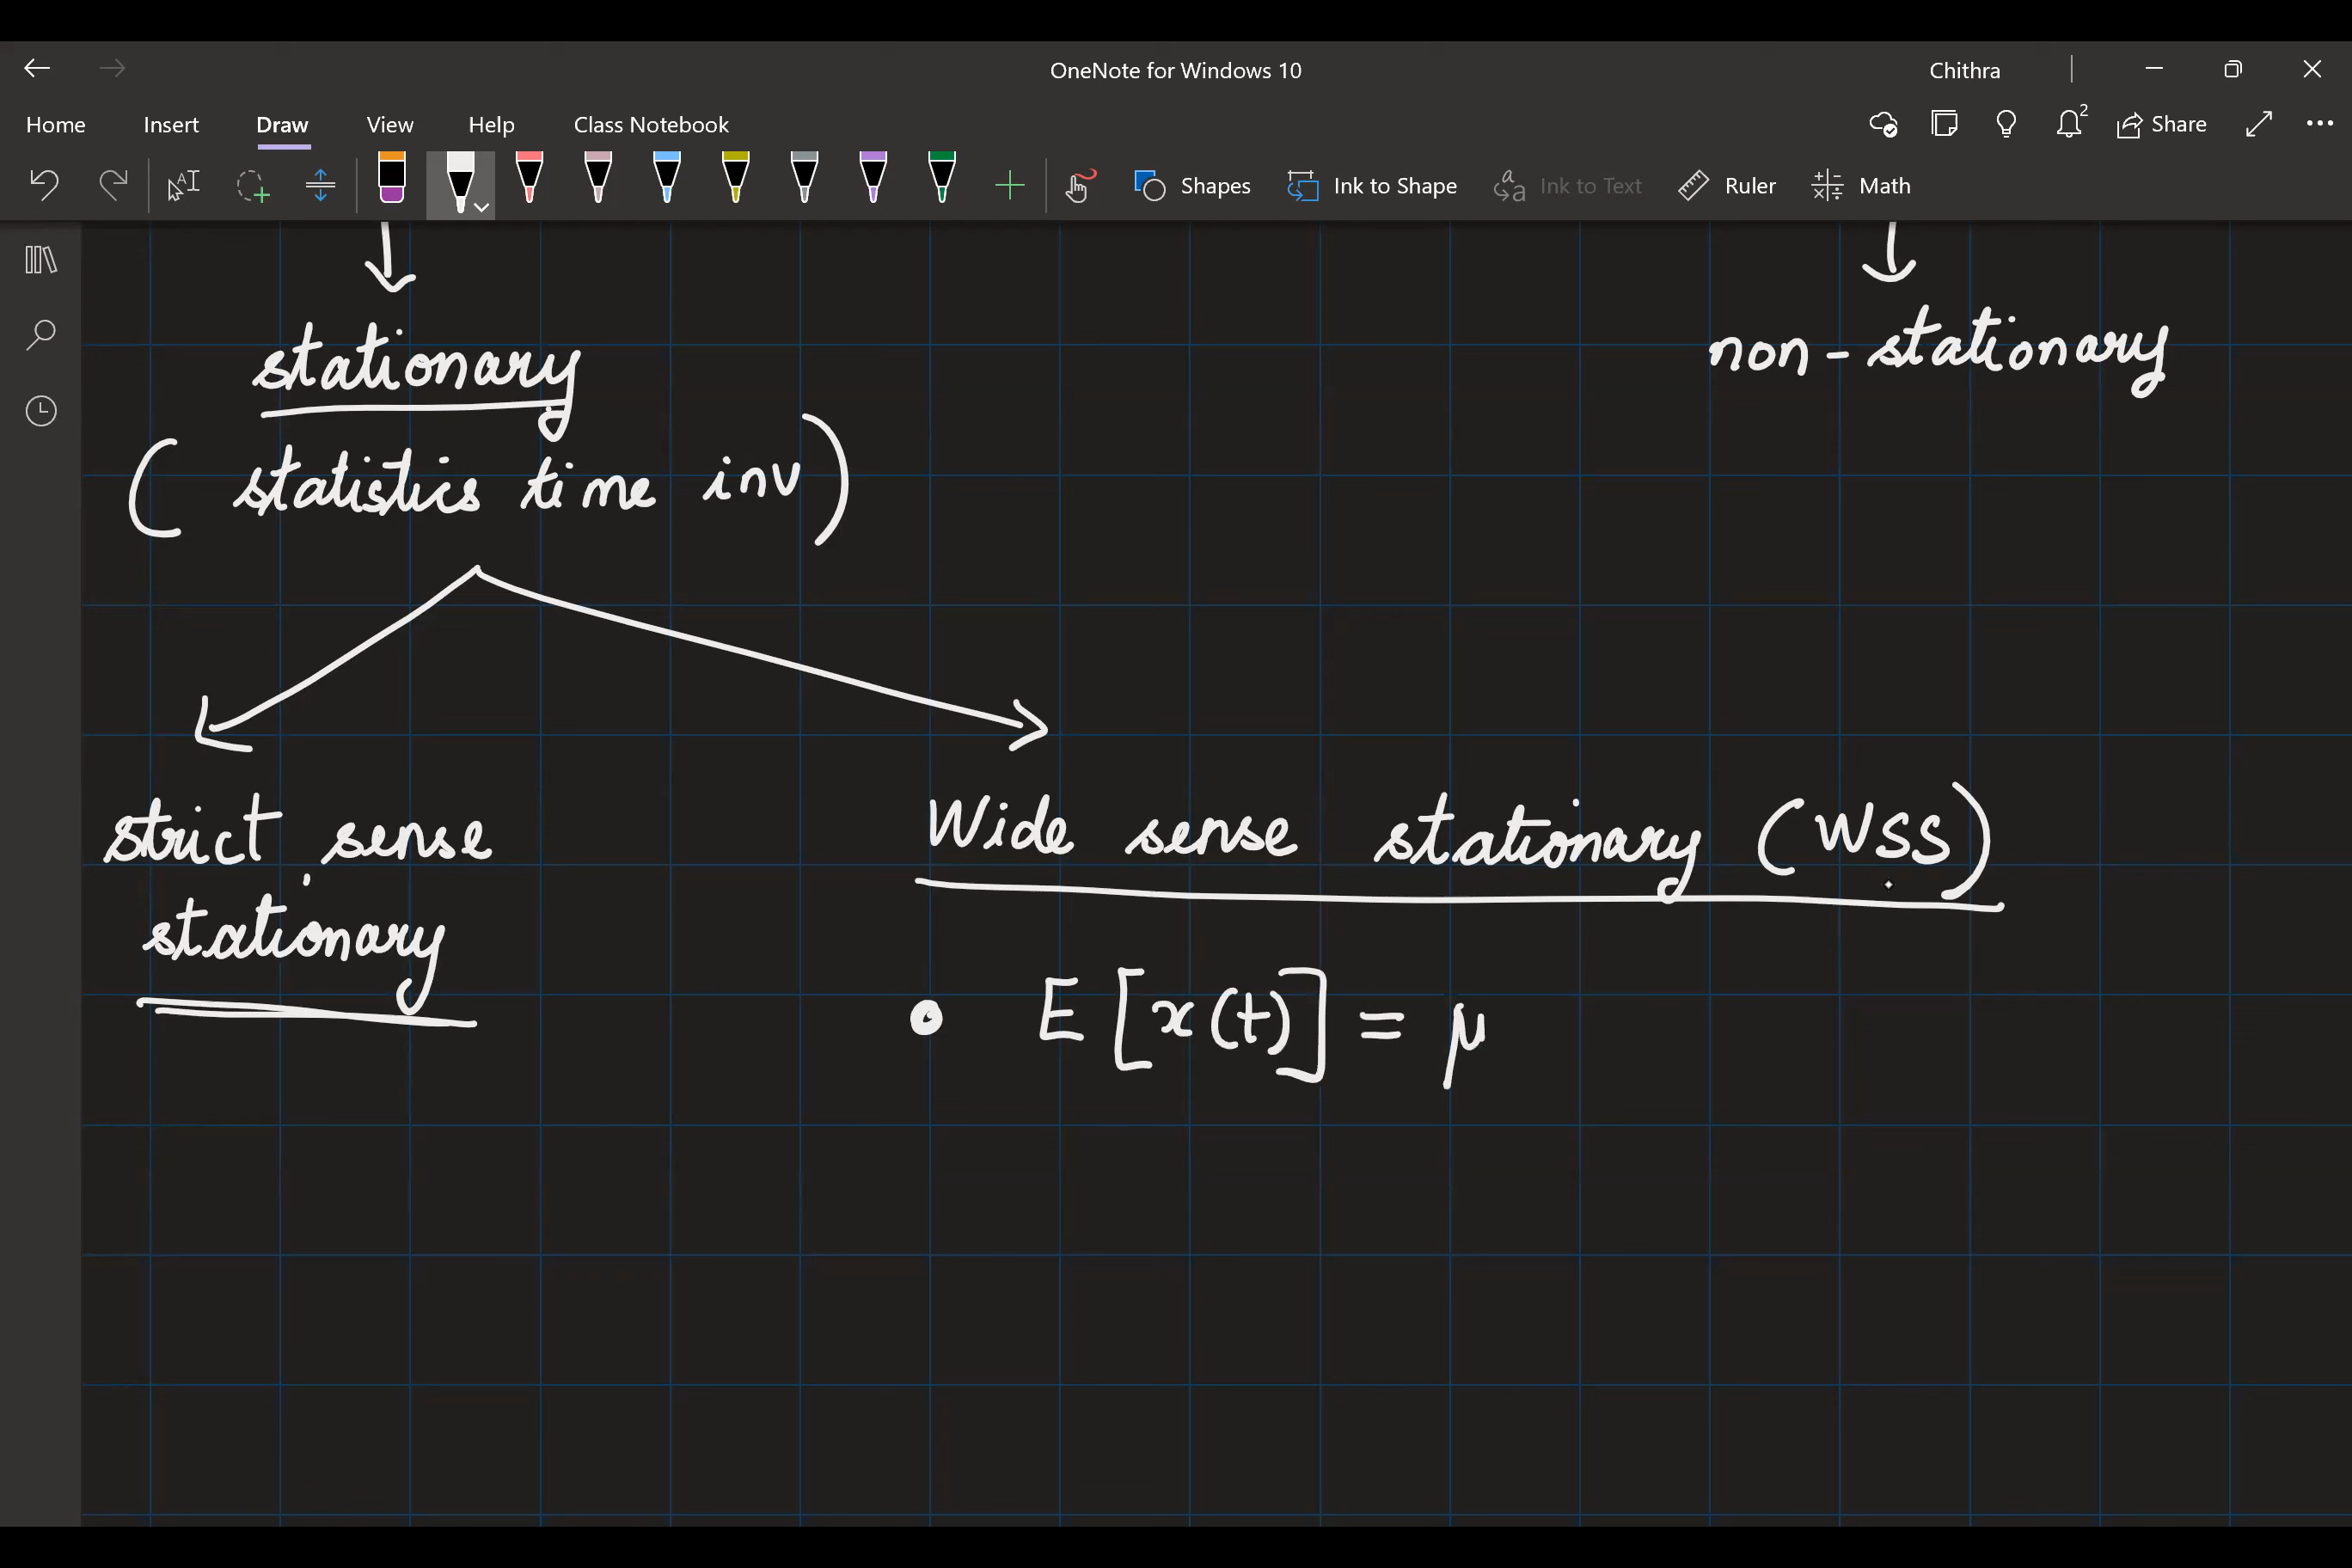 OneNote for Windows 10
Chithra
Home Insert Draw View Help Class Notebook
2 Share
Shapes Ink to Shape Ink to Text Ruler Math
stationary
non-stationary
( statistics time inv )
strict sense
stationary
Wide sense stationary (WSS)
• E[x(t)] = μ